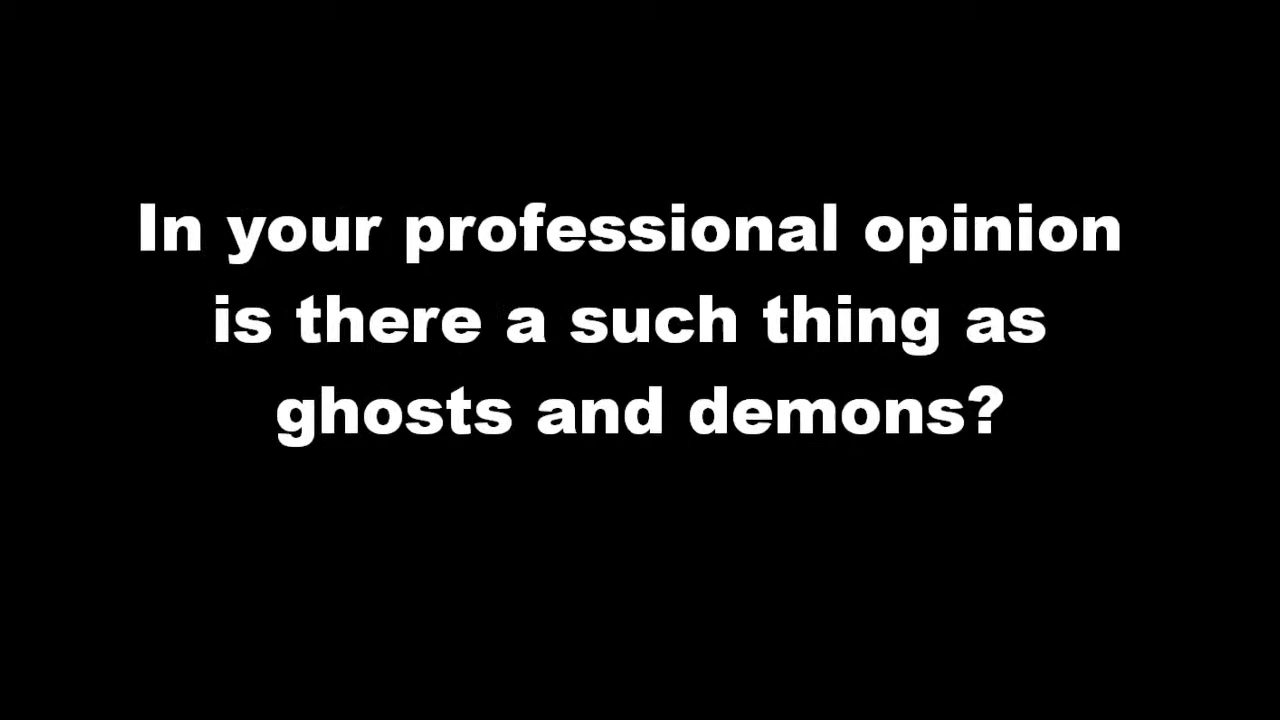 In your professional opinion
is there a such thing as
ghosts and demons?